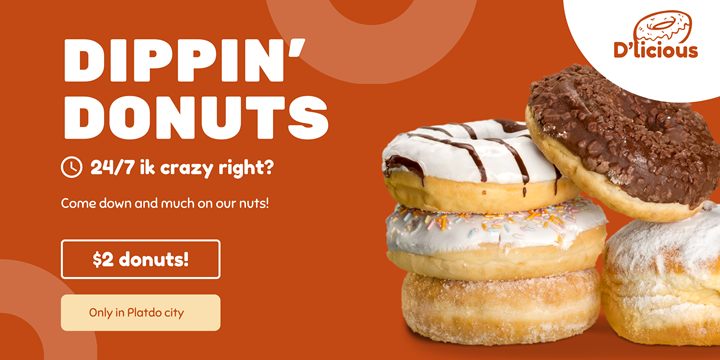 DIPPIN’
DONUTS
24/7 ik crazy right?
Come down and much on our nuts!
$2 donuts!
Only in Platdo city
D'licious